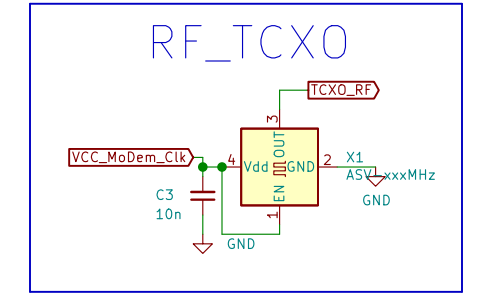 RF_TCXO
TCXO_RF
3
OUT
VCC_MoDem_Clk
4
Vdd
GND
2
X1
ASV-xxxMHz
C3
10n
EN
1
GND
GND